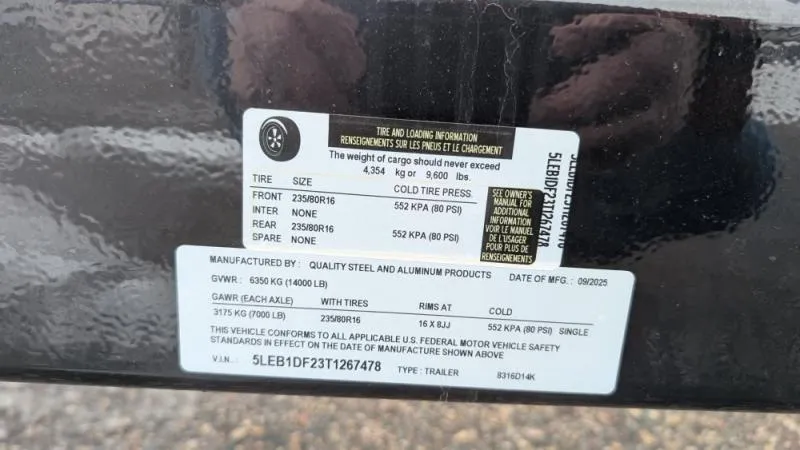 TIRE AND LOADING INFORMATION
RENSEIGNEMENTS SUR LES PNEUS ET LE CHARGEMENT
The weight of cargo should never exceed
4,354 kg or 9,600 lbs.
TIRE SIZE COLD TIRE PRESS.
FRONT 235/80R16 552 KPA (80 PSI)
INTER NONE
REAR 235/80R16 552 KPA (80 PSI)
SPARE NONE
SEE OWNER'S
MANUAL FOR
ADDITIONAL
INFORMATION
VOIR LE MANUEL
DE L'USAGER
POUR PLUS DE
RENSEIGNEMENTS
5LEB1DF23T1267478
MANUFACTURED BY : QUALITY STEEL AND ALUMINUM PRODUCTS DATE OF MFG. : 09/2025
GVWR: 6350 KG (14000 LB)
GAWR (EACH AXLE) WITH TIRES RIMS AT COLD
3175 KG (7000 LB) 235/80R16 16 X 8JJ 552 KPA (80 PSI) SINGLE
THIS VEHICLE CONFORMS TO ALL APPLICABLE U.S. FEDERAL MOTOR VEHICLE SAFETY
STANDARDS IN EFFECT ON THE DATE OF MANUFACTURE SHOWN ABOVE
V.I.N. : 5LEB1DF23T1267478 TYPE : TRAILER 8316D14K